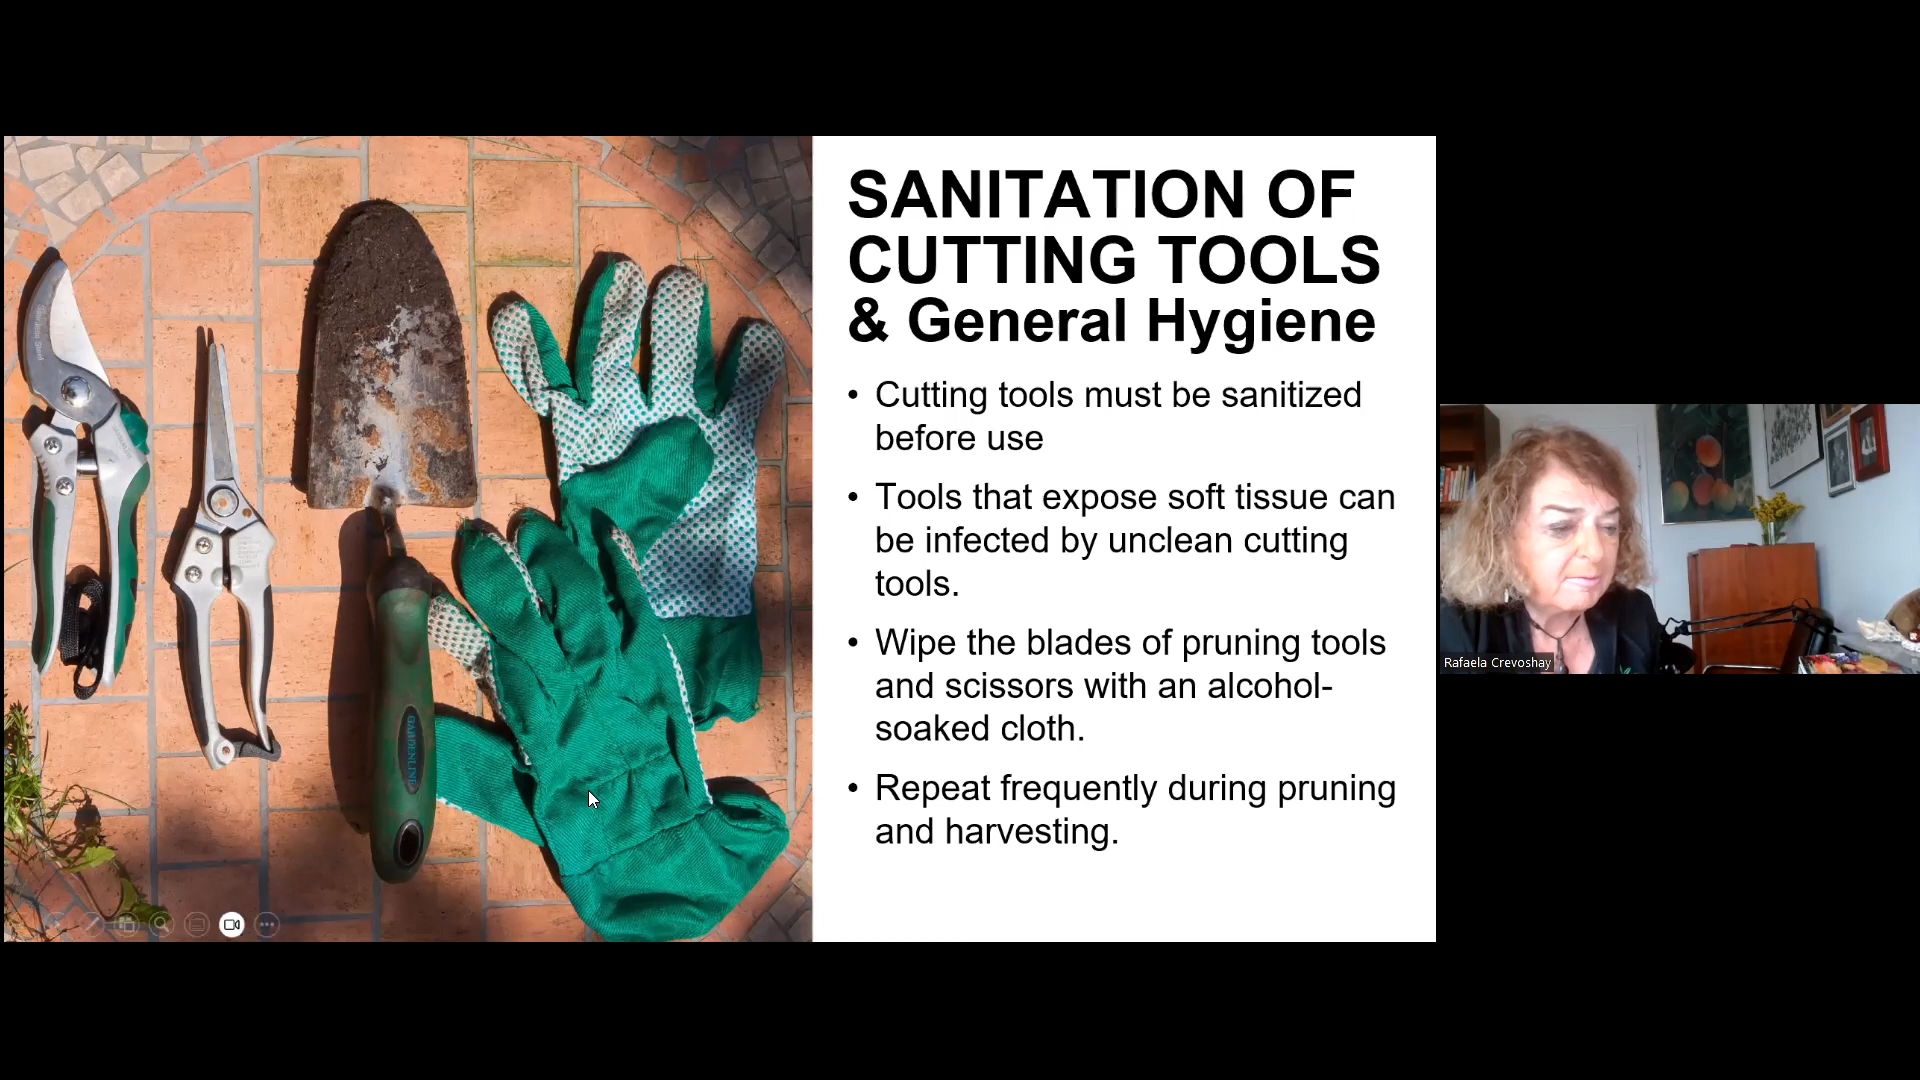 SANITATION OF
CUTTING TOOLS
& General Hygiene
• Cutting tools must be sanitized
before use
• Tools that expose soft tissue can
be infected by unclean cutting
tools.
• Wipe the blades of pruning tools
and scissors with an alcohol-
soaked cloth.
• Repeat frequently during pruning
and harvesting.
GARDENLINE
Rafaela Crevoshay